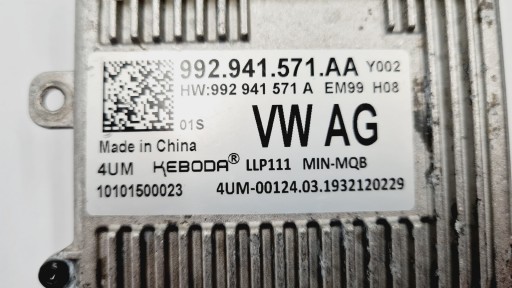 992.941.571.AA Y002
HW:992 941 571 A EM99 H08
01S VW AG
Made in China
4UM KEBODA® LLP111 MIN-MQB
10101500023 4UM-00124.03.1932120229